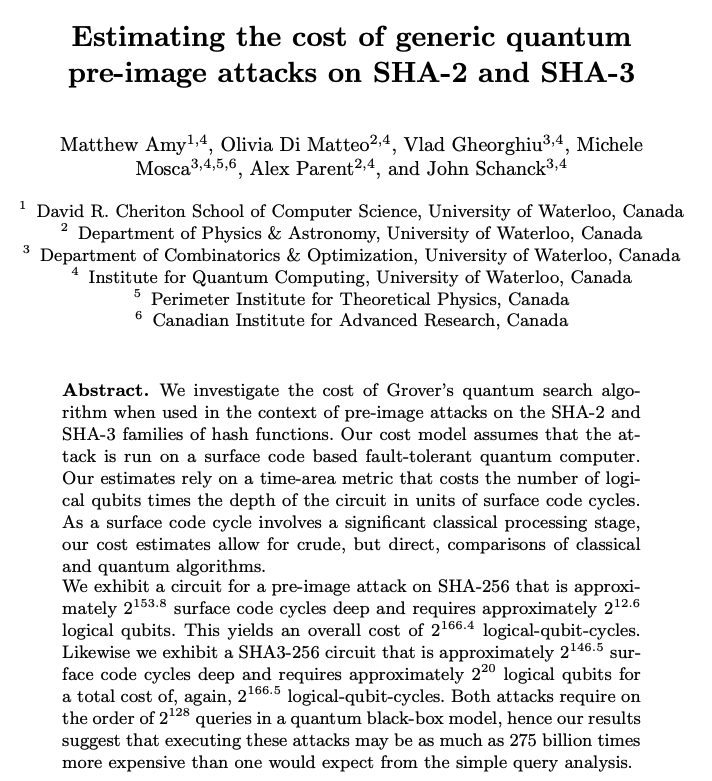 Estimating the cost of generic quantum
pre-image attacks on SHA-2 and SHA-3
Matthew Amy1,4, Olivia Di Matteo2,4, Vlad Gheorghiu3,4, Michele
Mosca3,4,5,6, Alex Parent2,4, and John Schanck3,4
1 David R. Cheriton School of Computer Science, University of Waterloo, Canada
2 Department of Physics & Astronomy, University of Waterloo, Canada
3 Department of Combinatorics & Optimization, University of Waterloo, Canada
4 Institute for Quantum Computing, University of Waterloo, Canada
5 Perimeter Institute for Theoretical Physics, Canada
6 Canadian Institute for Advanced Research, Canada
Abstract. We investigate the cost of Grover's quantum search algo-
rithm when used in the context of pre-image attacks on the SHA-2 and
SHA-3 families of hash functions. Our cost model assumes that the at-
tack is run on a surface code based fault-tolerant quantum computer.
Our estimates rely on a time-area metric that costs the number of logi-
cal qubits times the depth of the circuit in units of surface code cycles.
As a surface code cycle involves a significant classical processing stage,
our cost estimates allow for crude, but direct, comparisons of classical
and quantum algorithms.
We exhibit a circuit for a pre-image attack on SHA-256 that is approxi-
mately 2^153.8 surface code cycles deep and requires approximately 2^12.6
logical qubits. This yields an overall cost of 2^166.4 logical-qubit-cycles.
Likewise we exhibit a SHA3-256 circuit that is approximately 2^146.5 sur-
face code cycles deep and requires approximately 2^20 logical qubits for
a total cost of, again, 2^166.5 logical-qubit-cycles. Both attacks require on
the order of 2^128 queries in a quantum black-box model, hence our results
suggest that executing these attacks may be as much as 275 billion times
more expensive than one would expect from the simple query analysis.